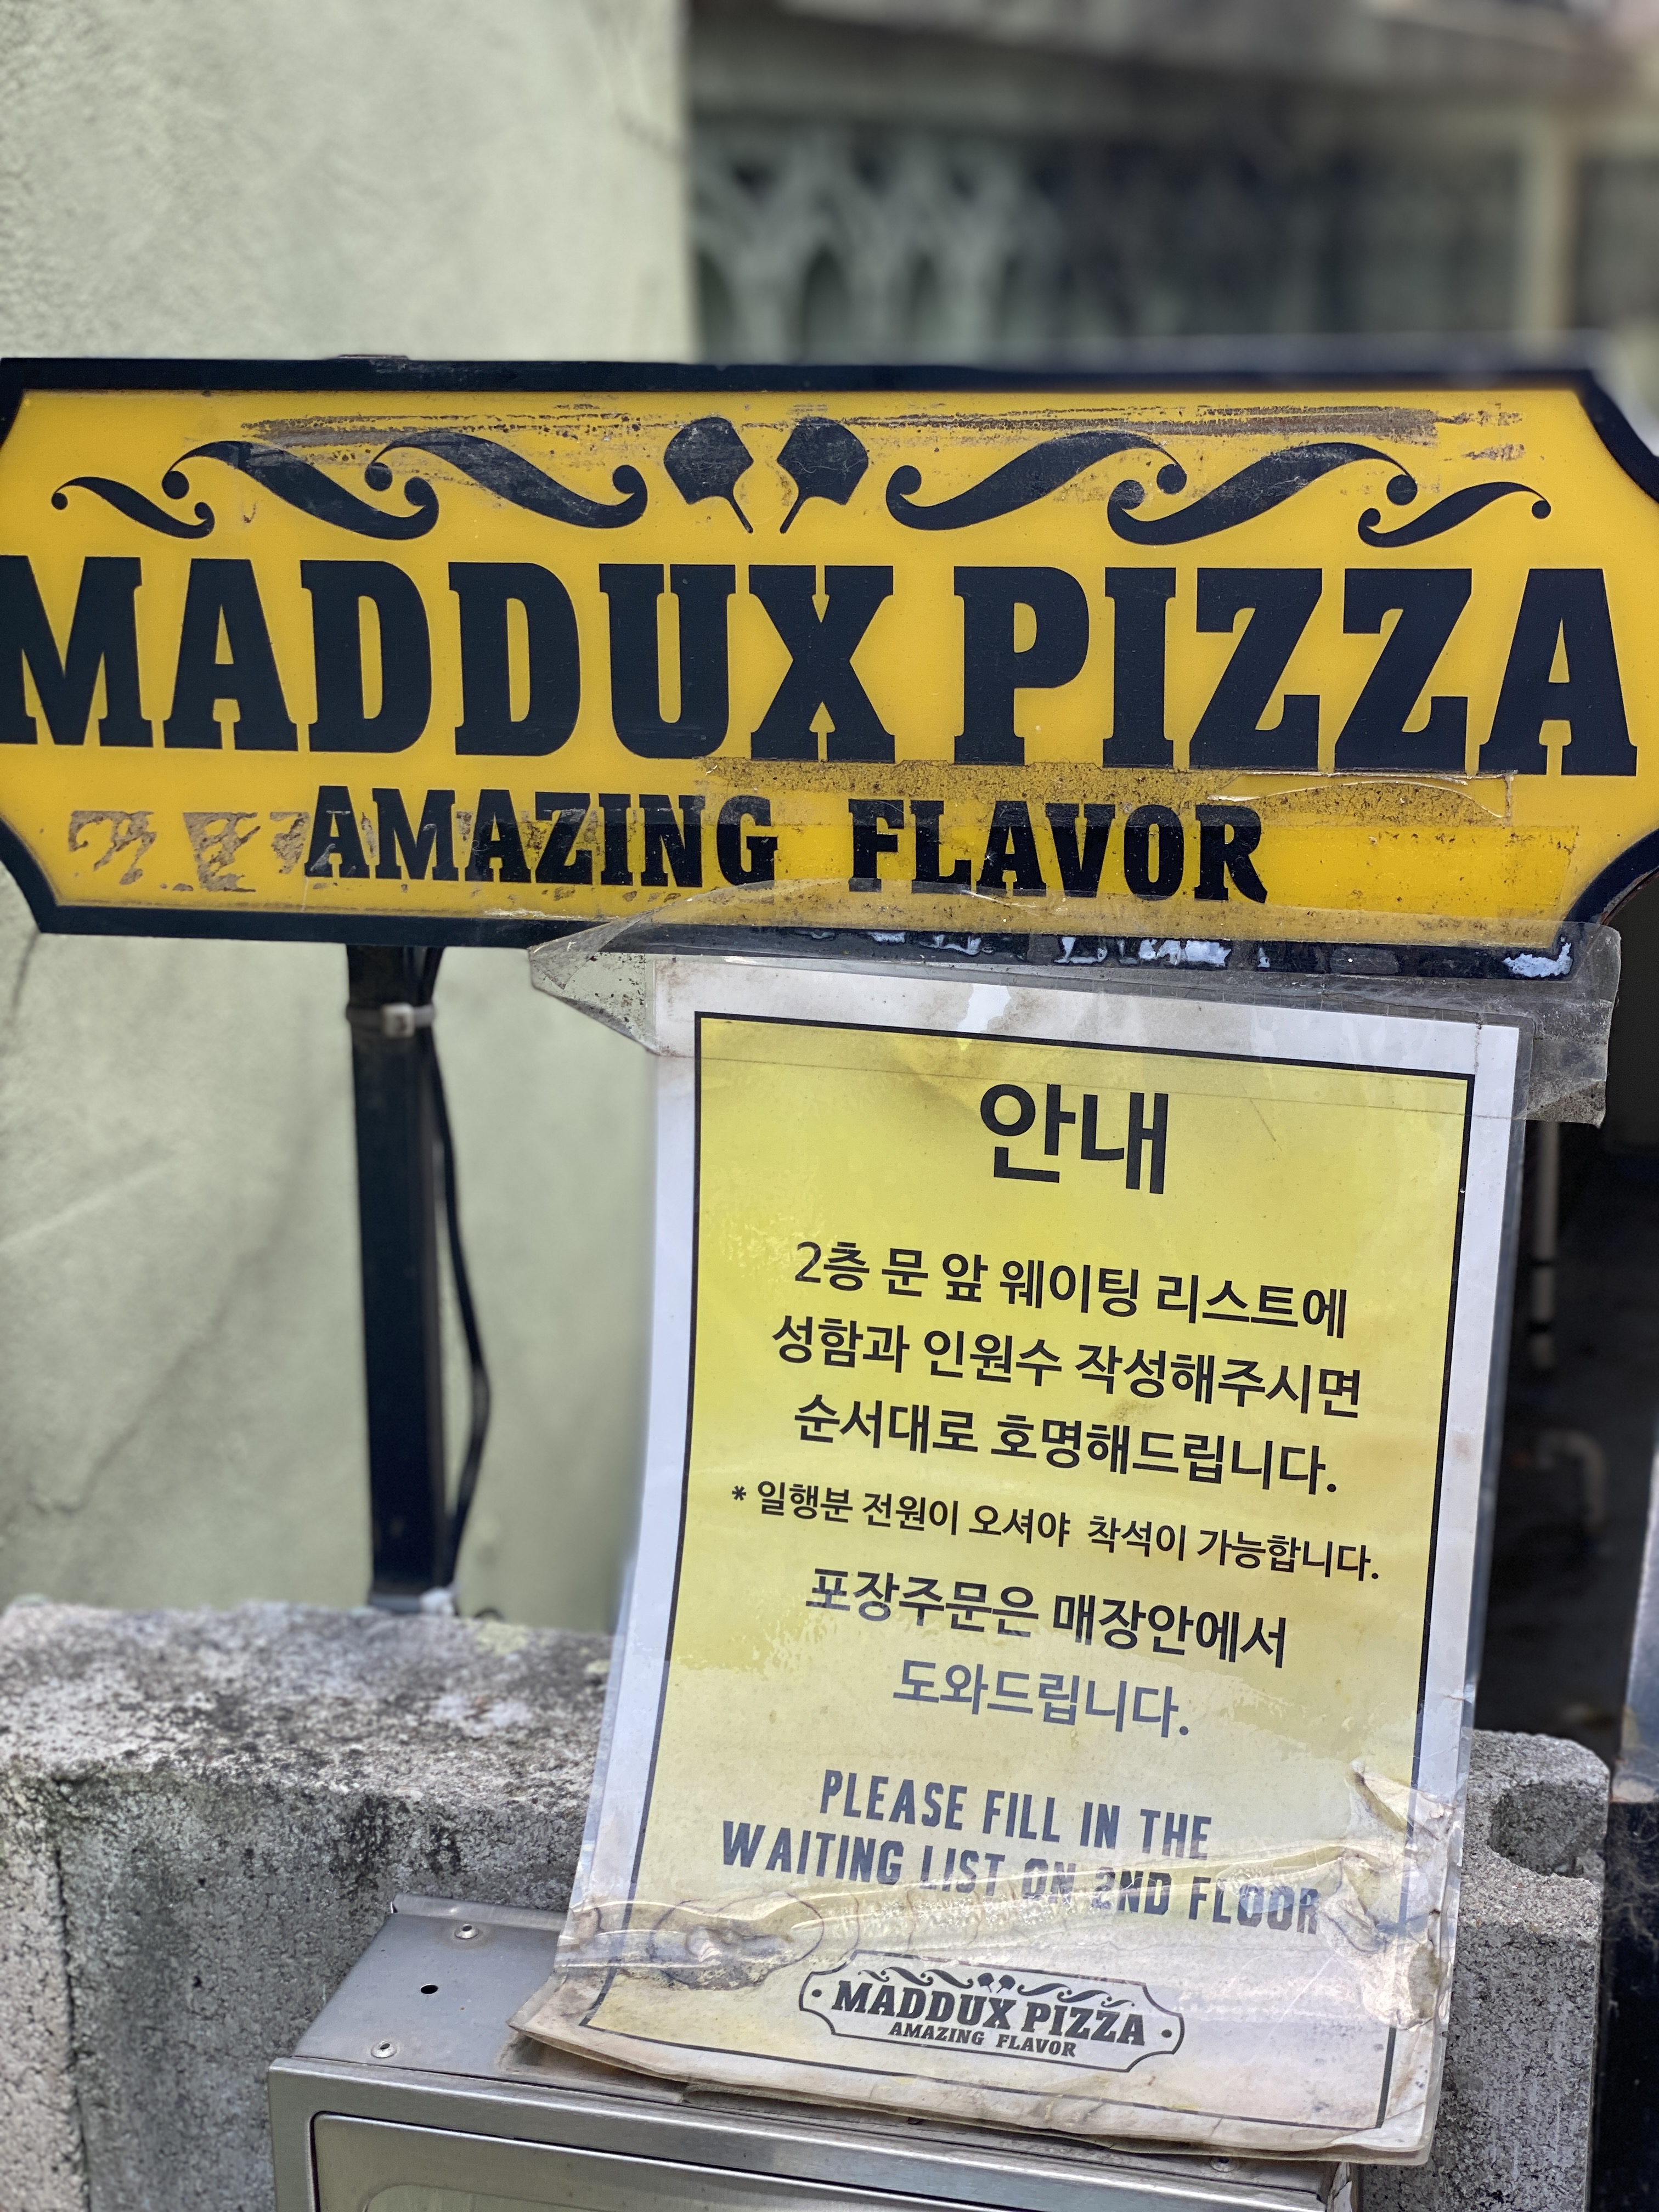 MADDUX PIZZA
AMAZING FLAVOR
안내
2층 문 앞 웨이팅 리스트에
성함과 인원수 작성해주시면
순서대로 호명해드립니다.
* 일행분 전원이 오셔야 착석이 가능합니다.
포장주문은 매장안에서
도와드립니다.
PLEASE FILL IN THE
WAITING LIST ON 2ND FLOOR
MADDUX PIZZA
AMAZING FLAVOR